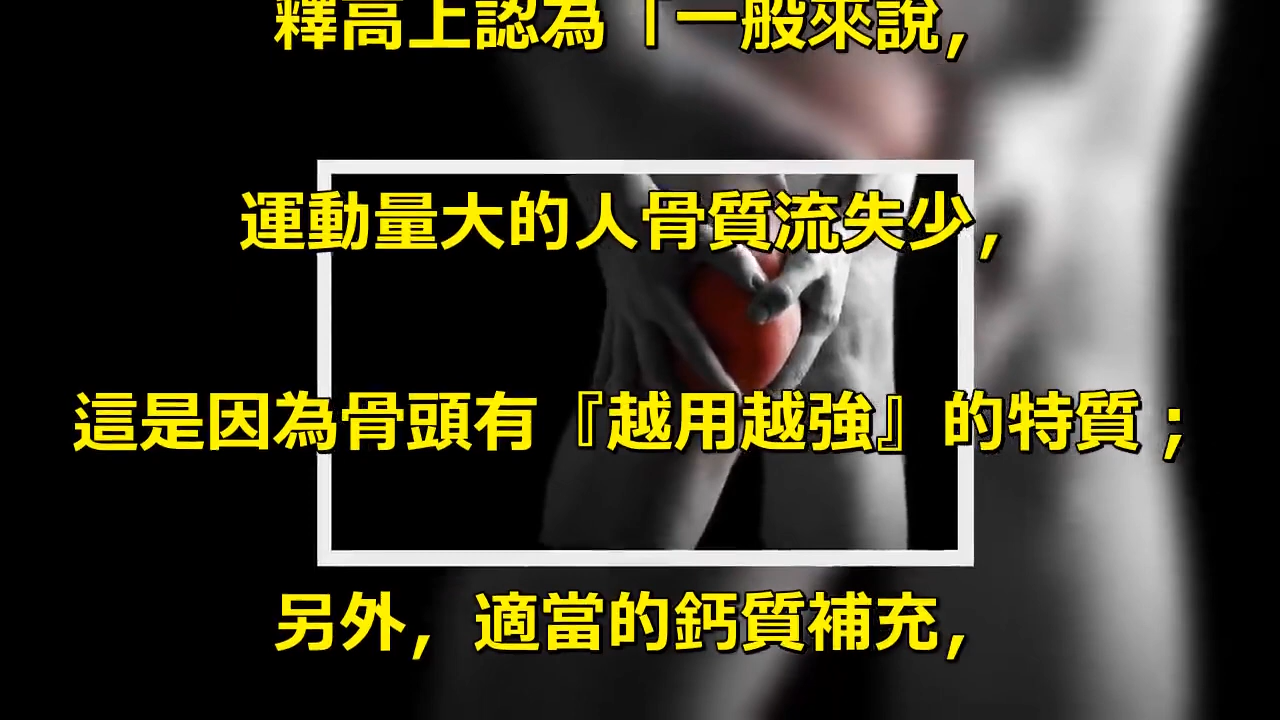 釋高上認為「一般來說，
運動量大的人骨質流失少，
這是因為骨頭有『越用越強』的特質；
另外，適當的鈣質補充，